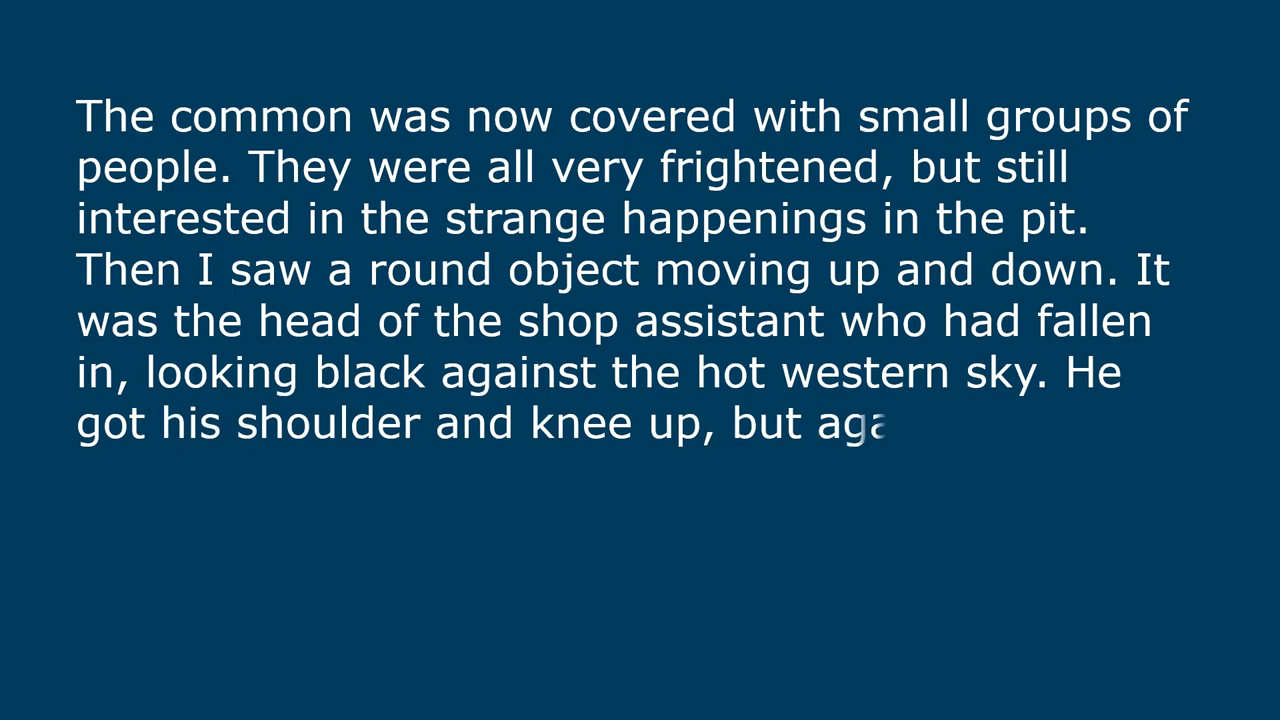 The common was now covered with small groups of
people. They were all very frightened, but still
interested in the strange happenings in the pit.
Then I saw a round object moving up and down. It
was the head of the shop assistant who had fallen
in, looking black against the hot western sky. He
got his shoulder and knee up, but aga